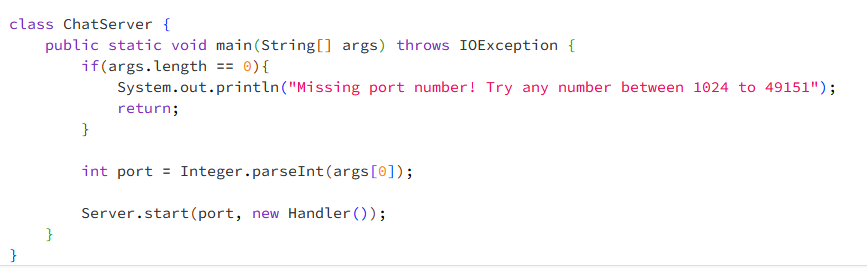 class ChatServer {
    public static void main(String[] args) throws IOException {
        if(args.length == 0){
            System.out.println("Missing port number! Try any number between 1024 to 49151");
            return;
        }

        int port = Integer.parseInt(args[0]);

        Server.start(port, new Handler());
    }
}